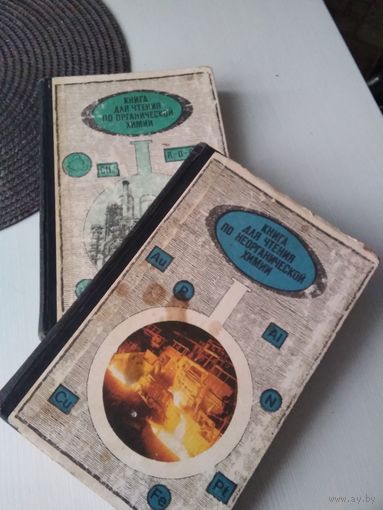 КНИГА
ДЛЯ ЧТЕНИЯ
ПО ОРГАНИЧЕСКОЙ
ХИМИИ
CH
R-O-
КНИГА
ДЛЯ ЧТЕНИЯ
ПО НЕОРГАНИЧЕСКОЙ
ХИМИИ
Au
P
Al
Cu
N
Fe
Pt
www.ay.by